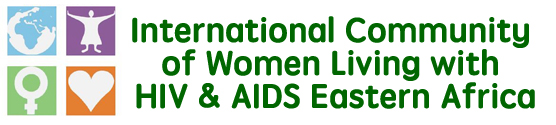 International Community
of Women Living with
HIV & AIDS Eastern Africa